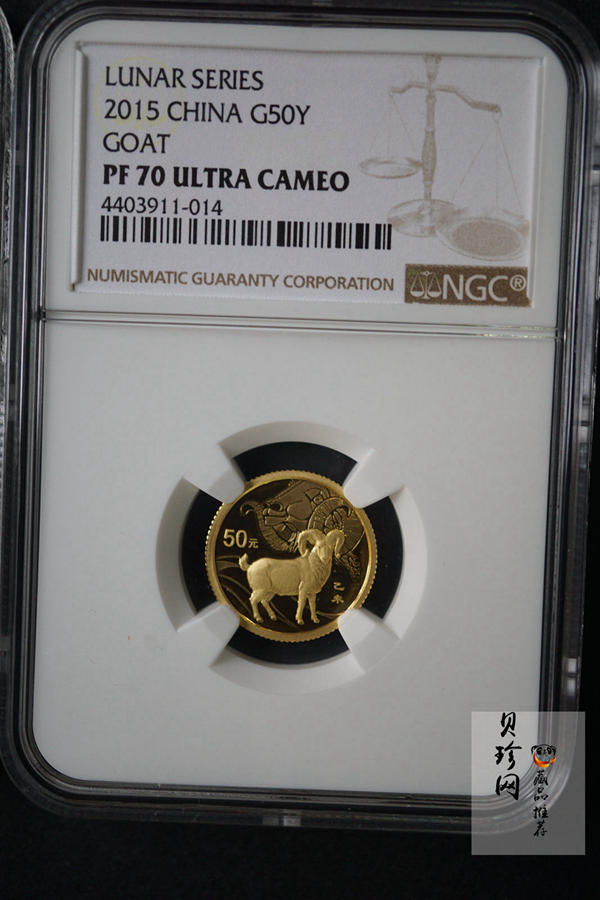 LUNAR SERIES
2015 CHINA G50Y
GOAT
PF 70 ULTRA CAMEO
4403911-014
NUMISMATIC GUARANTY CORPORATION
NGC®
50元
乙未
贝珍网
藏品推荐